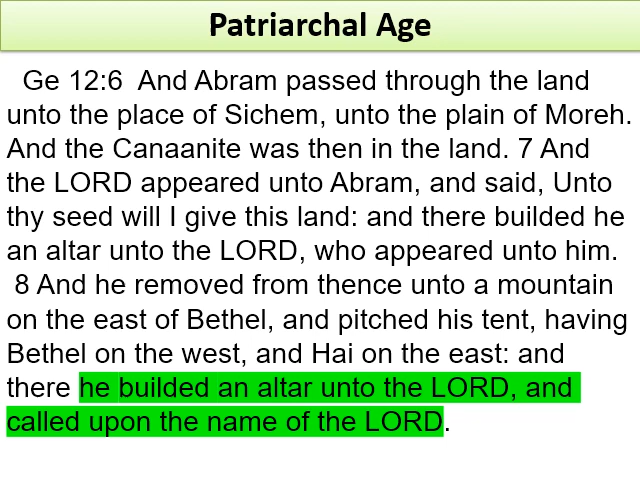 Patriarchal Age
Ge 12:6  And Abram passed through the land
unto the place of Sichem, unto the plain of Moreh.
And the Canaanite was then in the land. 7 And
the LORD appeared unto Abram, and said, Unto
thy seed will I give this land: and there builded he
an altar unto the LORD, who appeared unto him.
8 And he removed from thence unto a mountain
on the east of Bethel, and pitched his tent, having
Bethel on the west, and Hai on the east: and
there he builded an altar unto the LORD, and
called upon the name of the LORD.